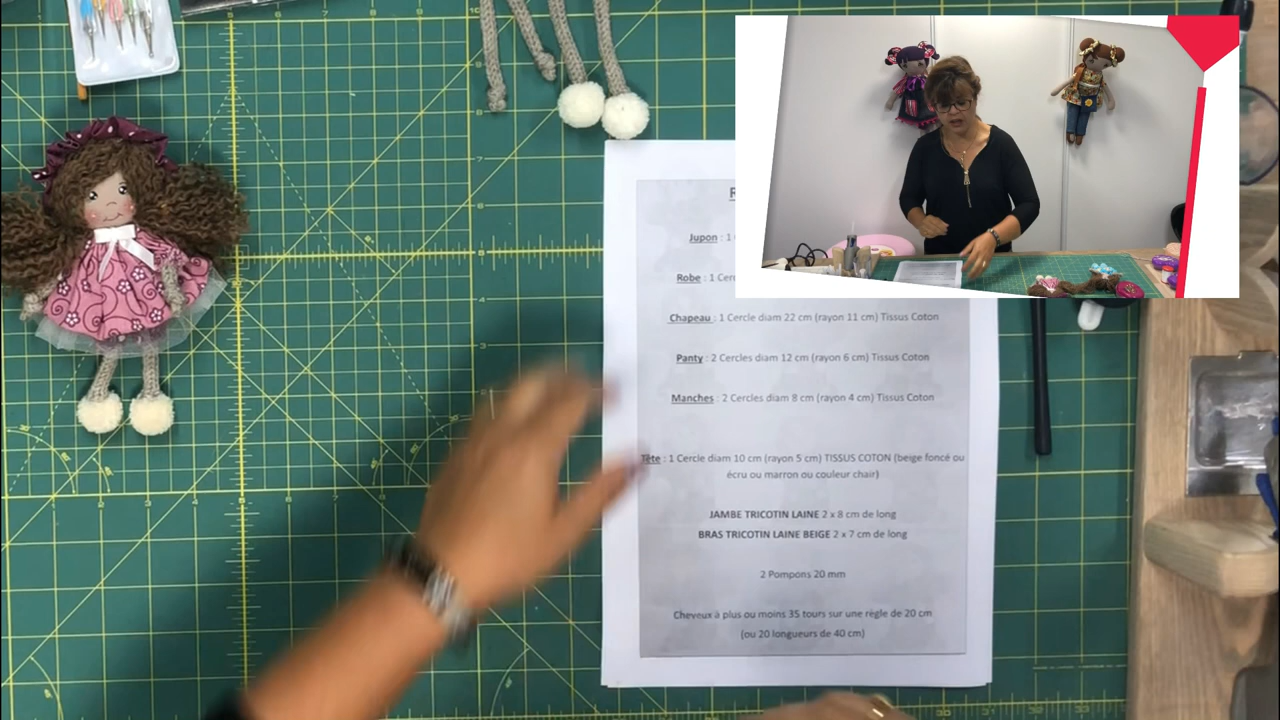 Jupon : 1
Robe : 1
Chapeau : 1 Cercle diam 22 cm (rayon 11 cm) Tissus Coton
Panty : 2 Cercles diam 12 cm (rayon 6 cm) Tissus Coton
Manches : 2 Cercles diam 8 cm (rayon 4 cm) Tissus Coton
Tête : 1 Cercle diam 10 cm (rayon 5 cm) TISSUS COTON (beige foncé ou
écru ou marron ou couleur chair)
JAMBE TRICOTIN LAINE 2 x 8 cm de long
BRAS TRICOTIN LAINE BEIGE 2 x 7 cm de long
2 Pompons 20 mm
Cheveux à plus ou moins 35 tours sur une règle de 20 cm
(ou 20 longueurs de 40 cm)